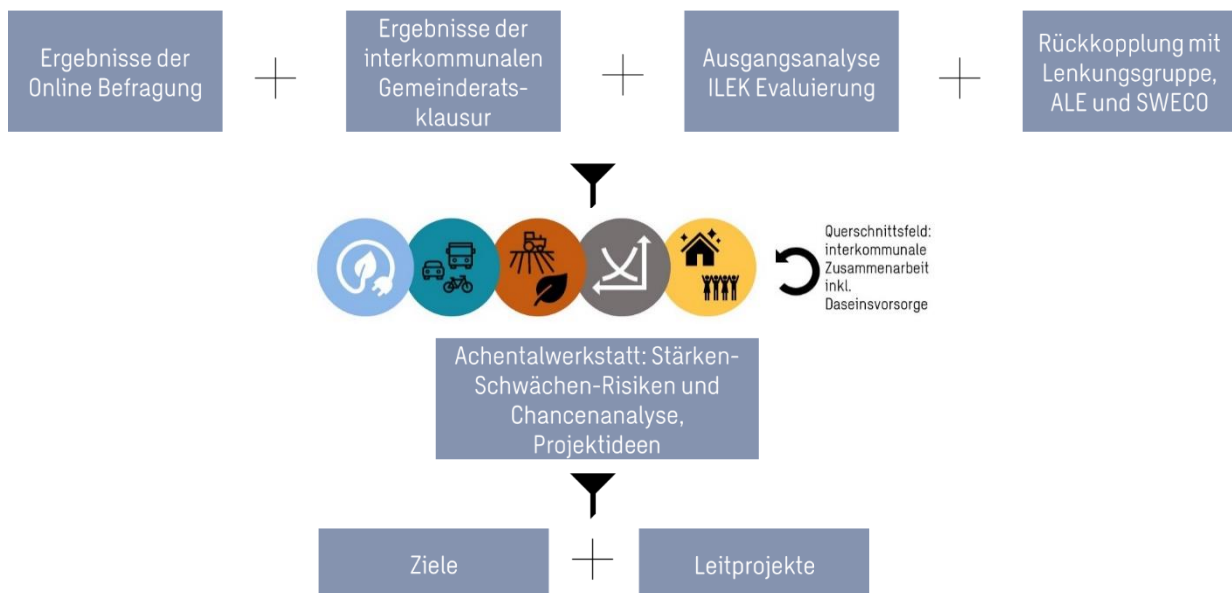 Ergebnisse der
Online Befragung
Ergebnisse der
interkommunalen
Gemeinderats-
klausur
Ausgangsanalyse
ILEK Evaluierung
Rückkopplung mit
Lenkungsgruppe,
ALE und SWECO
Querschnittsfeld:
interkommunale
Zusammenarbeit
inkl.
Daseinsvorsorge
Achentalwerkstatt: Stärken-
Schwächen-Risiken und
Chancenanalyse,
Projektideen
Ziele
Leitprojekte